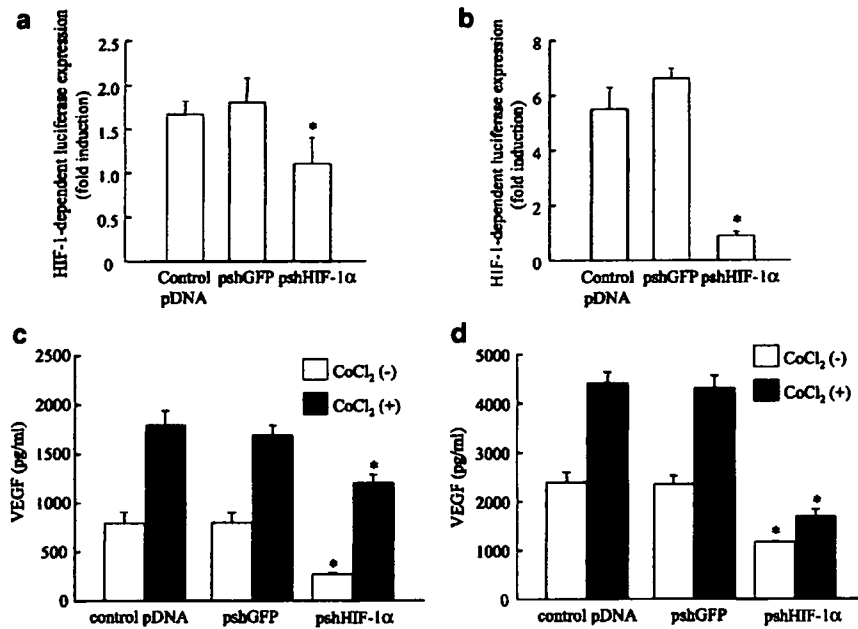 a
HIF-1-dependent luciferase expression
(fold induction)
2.5
2.0
1.5
1.0
0.5
0
*
Control
pDNA
pshGFP
pshHIF-1α
b
HIF-1-dependent luciferase expression
(fold induction)
8
6
4
2
0
*
Control
pDNA
pshGFP
pshHIF-1α
c
VEGF (pg/ml)
2500
2000
1500
1000
500
0
CoCl₂ (-)
CoCl₂ (+)
*
*
control pDNA
pshGFP
pshHIF-1α
d
VEGF (pg/ml)
5000
4000
3000
2000
1000
0
CoCl₂ (-)
CoCl₂ (+)
*
*
control pDNA
pshGFP
pshHIF-1α